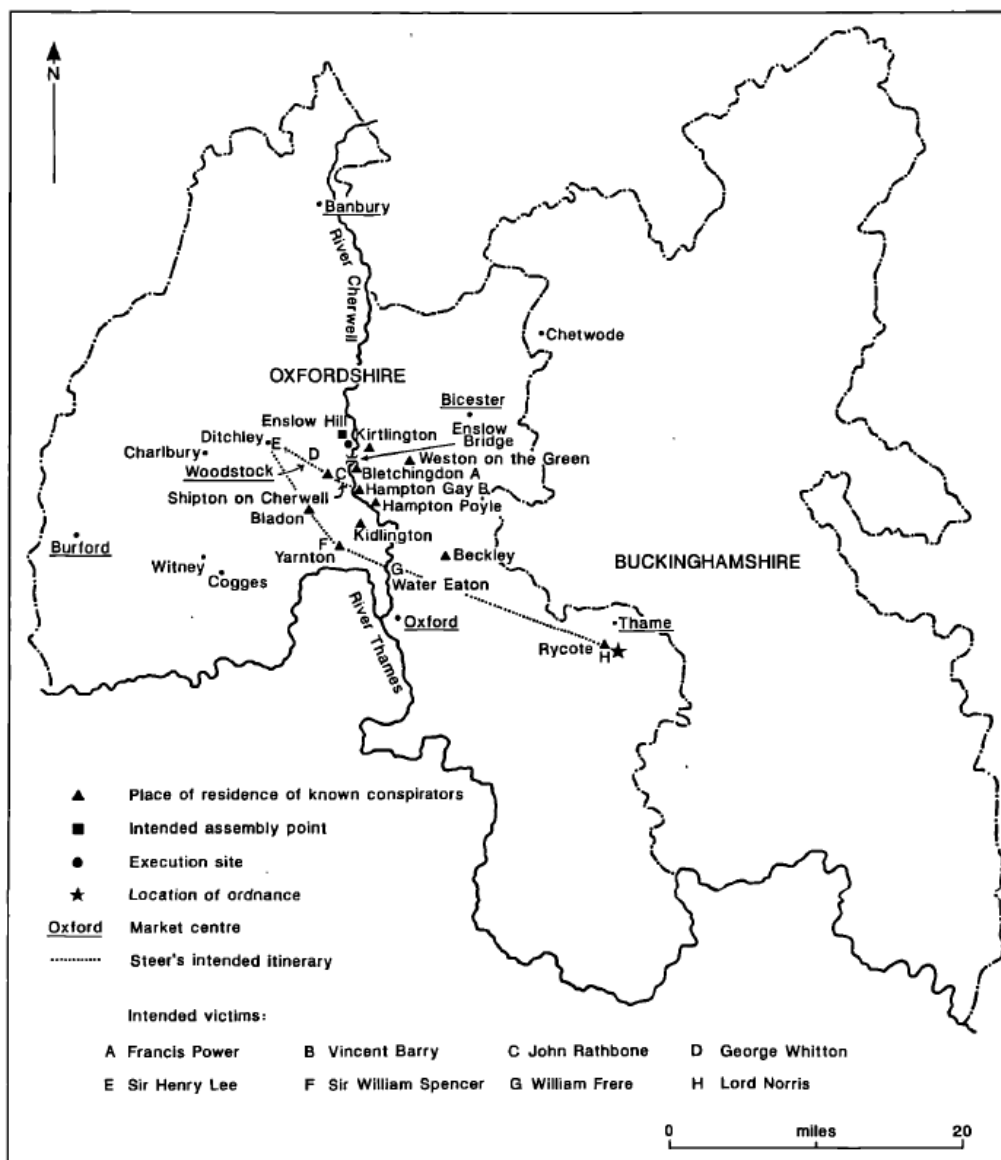 N
Banbury
River Cherwell
Chetwode
OXFORDSHIRE
Bicester
Enslow Hill
Kirtlington
Enslow
Bridge
Ditchley
E
D
Charlbury
Weston on the Green
Woodstock
C
Bletchingdon A
Hampton Gay B
Shipton on Cherwell
Hampton Poyle
Bladon
Kidlington
Burford
F
Yarnton
Beckley
BUCKINGHAMSHIRE
Witney
Cogges
G
Water Eaton
River Thames
Oxford
Thame
Rycote
H
Place of residence of known conspirators
Intended assembly point
Execution site
Location of ordnance
Oxford Market centre
Steer's intended itinerary
Intended victims:
A Francis Power B Vincent Barry C John Rathbone D George Whitton
E Sir Henry Lee F Sir William Spencer G William Frere H Lord Norris
0 miles 20